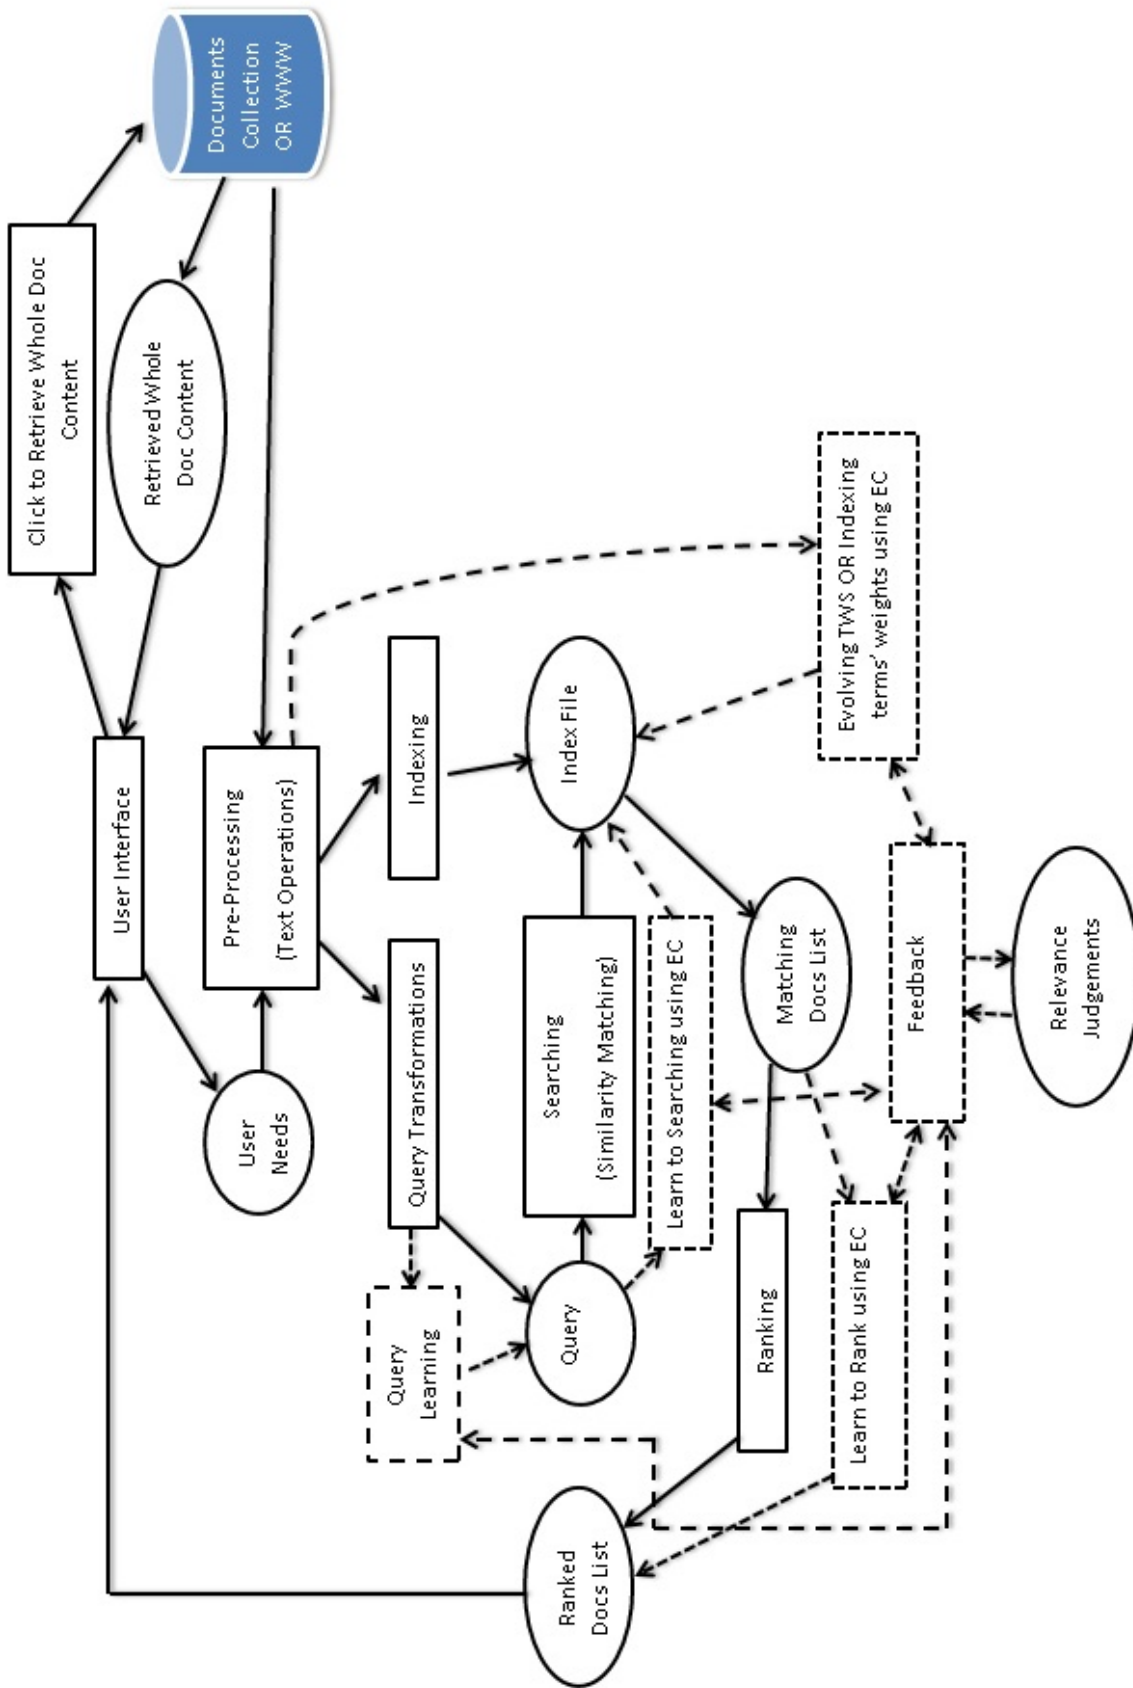 Click to Retrieve Whole Doc
Content
Retrieved Whole
Doc Content
Documents
Collection
OR WWW
User Interface
User
Needs
Pre-Processing
(Text Operations)
Query Transformations
Indexing
Query
Learning
Query
Searching
(Similarity Matching)
Index File
Learn to Searching using EC
Ranked
Docs List
Ranking
Matching
Docs List
Evolving TWS OR Indexing
terms' weights using EC
Learn to Rank using EC
Feedback
Relevance
Judgements